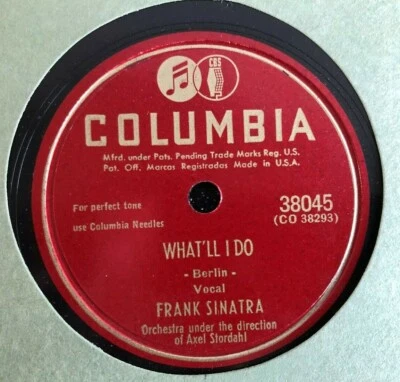 CBS
COLUMBIA
Mfrd. under Pats. Pending Trade Marks Reg. U.S.
Pat. Off. Marcas Registradas Made in U.S.A.
For perfect tone
use Columbia Needles
38045
(CO 38293)
WHAT'LL I DO
- Berlin -
Vocal
FRANK SINATRA
Orchestra under the direction
of Axel Stordahl